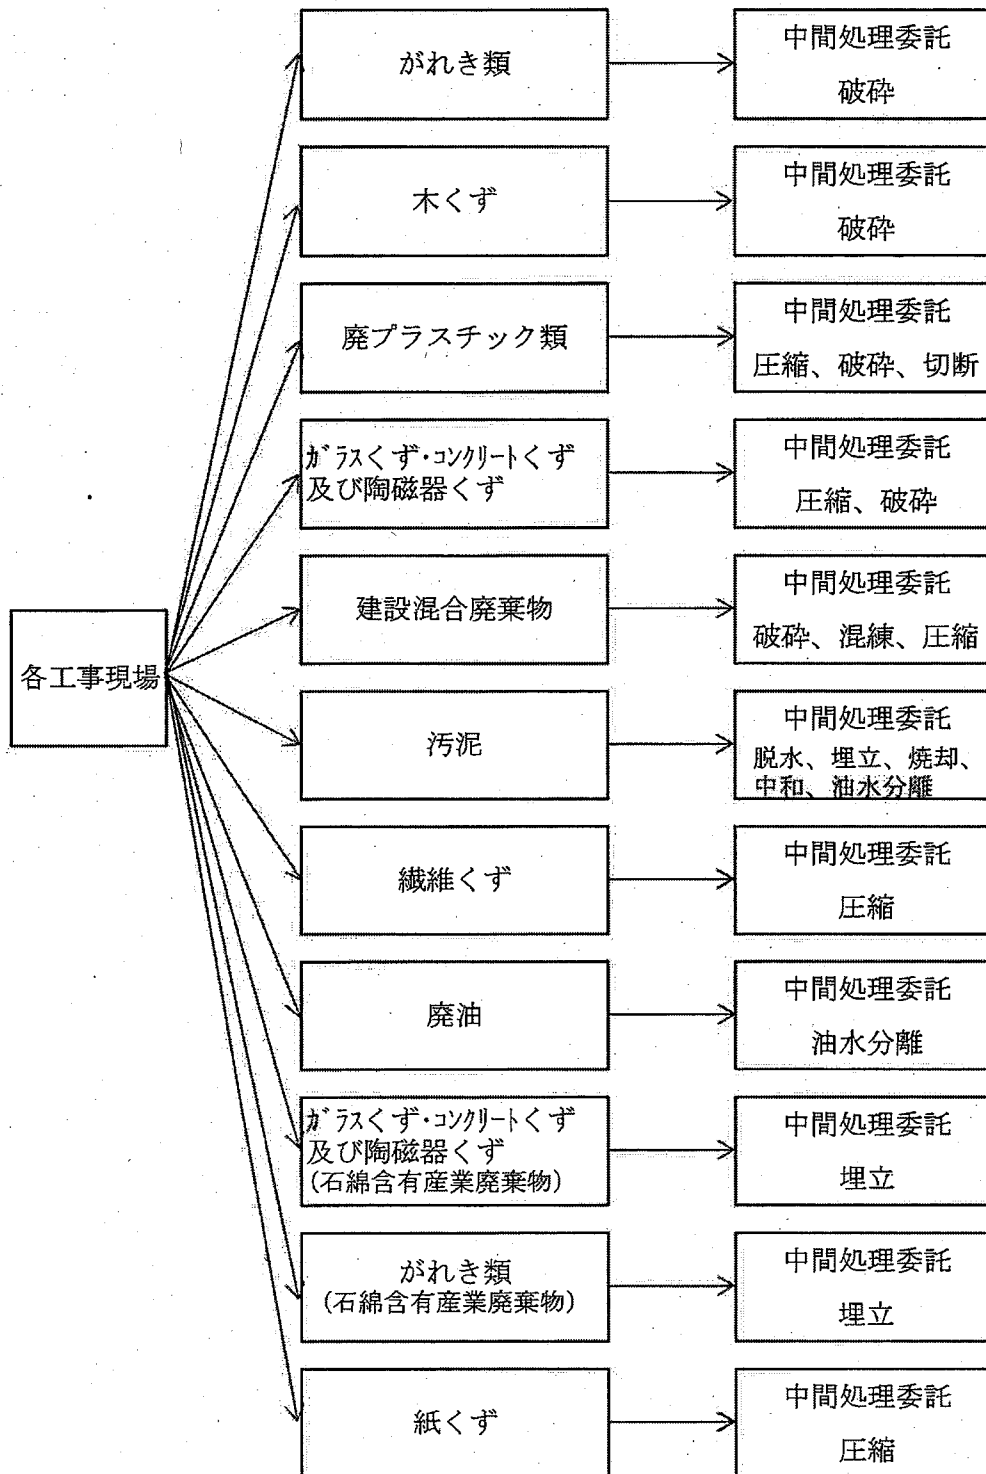 がれき類
中間処理委託
破砕
木くず
中間処理委託
破砕
廃プラスチック類
中間処理委託
圧縮、破砕、切断
ガラスくず・コンクリートくず
及び陶磁器くず
中間処理委託
圧縮、破砕
建設混合廃棄物
中間処理委託
破砕、混練、圧縮
各工事現場
汚泥
中間処理委託
脱水、埋立、焼却、
中和、油水分離
繊維くず
中間処理委託
圧縮
廃油
中間処理委託
油水分離
ガラスくず・コンクリートくず
及び陶磁器くず
(石綿含有産業廃棄物)
中間処理委託
埋立
がれき類
(石綿含有産業廃棄物)
中間処理委託
埋立
紙くず
中間処理委託
圧縮